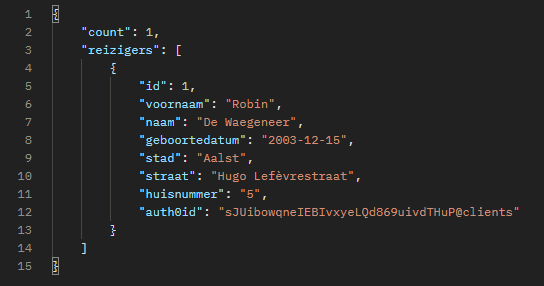 1 {
2 "count": 1,
3 "reizigers": [
4 {
5 "id": 1,
6 "voornaam": "Robin",
7 "naam": "De Waegeneer",
8 "geboortedatum": "2003-12-15",
9 "stad": "Aalst",
10 "straat": "Hugo Lefèvrestraat",
11 "huisnummer": "5",
12 "auth0id": "sJUibowqneIEBIvxyeLQd869uivdTHuP@clients"
13 }
14 ]
15 }